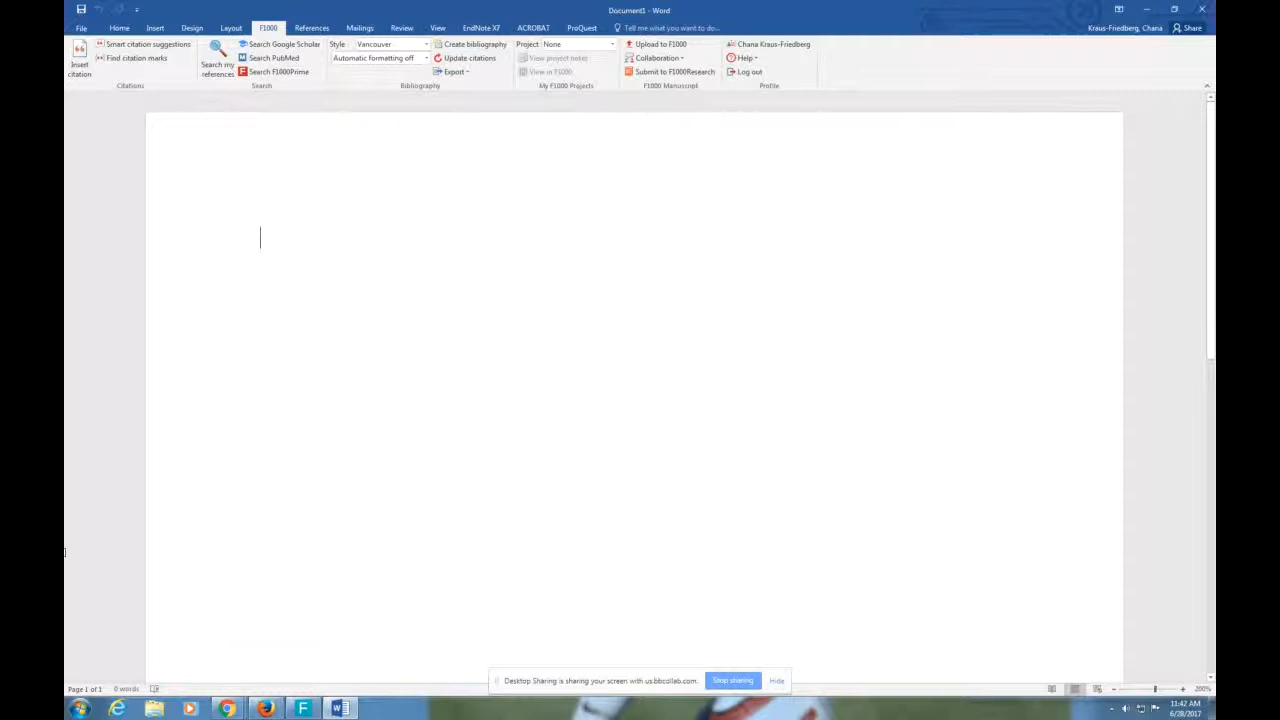 Document1 - Word
File Home Insert Design Layout F1000 References Mailings Review View EndNote X7 ACROBAT ProQuest Tell me what you want to do... Kraus-Friedberg, Chana Share
Insert citation
Smart citation suggestions
Find citation marks
Citations
Search my references
Search Google Scholar
Search PubMed
Search F1000Prime
Search
Style Vancouver
Automatic formatting off
Create bibliography
Update citations
Export
Bibliography
Project: None
View project notes
View in F1000
My F1000 Projects
Upload to F1000
Collaboration
Submit to F1000Research
F1000 Manuscript
Chana Kraus-Friedberg
Help
Log out
Profile
Desktop Sharing is sharing your screen with us.bbcollab.com. Stop sharing Hide
Page 1 of 1 0 words 200%
11:42 AM
6/28/2017